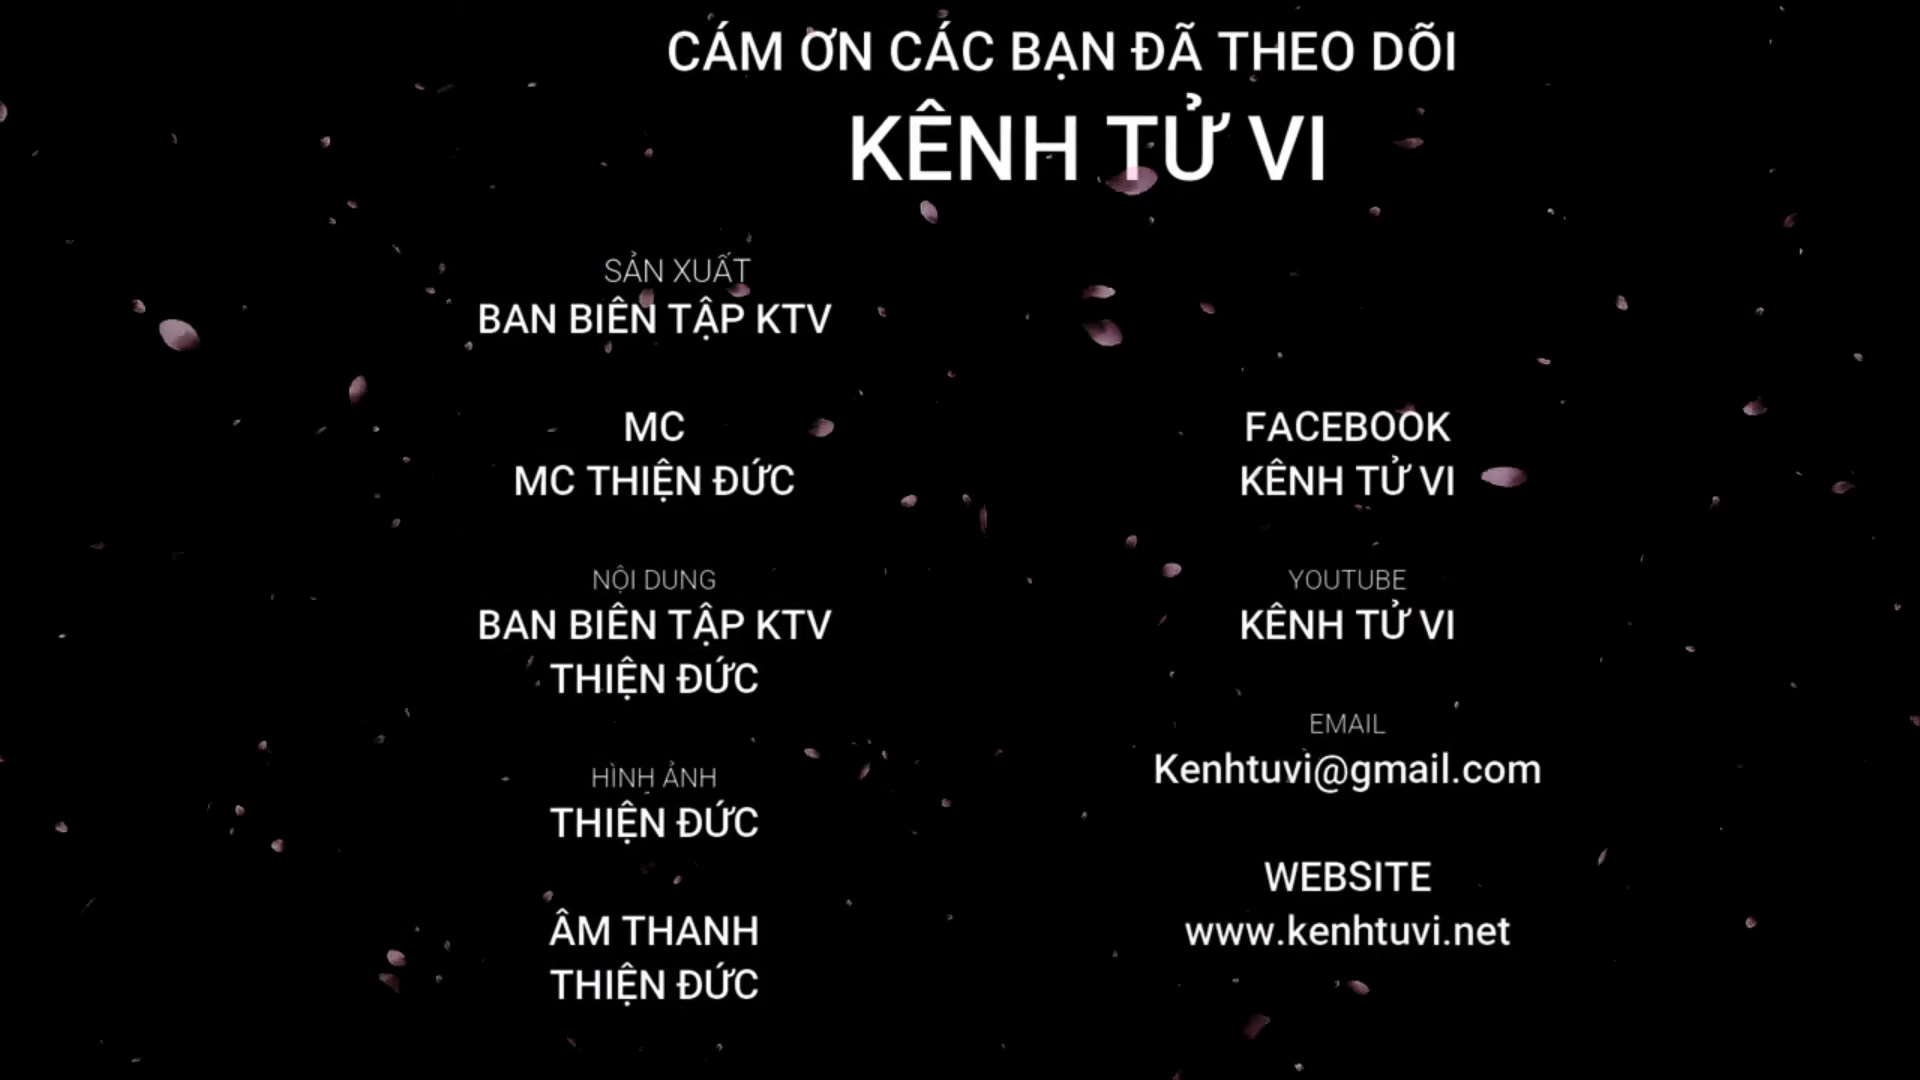 CÁM ƠN CÁC BẠN ĐÃ THEO DÕI
KÊNH TỬ VI
SẢN XUẤT
BAN BIÊN TẬP KTV
MC
MC THIỆN ĐỨC
NỘI DUNG
BAN BIÊN TẬP KTV
THIỆN ĐỨC
HÌNH ẢNH
THIỆN ĐỨC
ÂM THANH
THIỆN ĐỨC
FACEBOOK
KÊNH TỬ VI
YOUTUBE
KÊNH TỬ VI
EMAIL
Kenhtuvi@gmail.com
WEBSITE
www.kenhtuvi.net